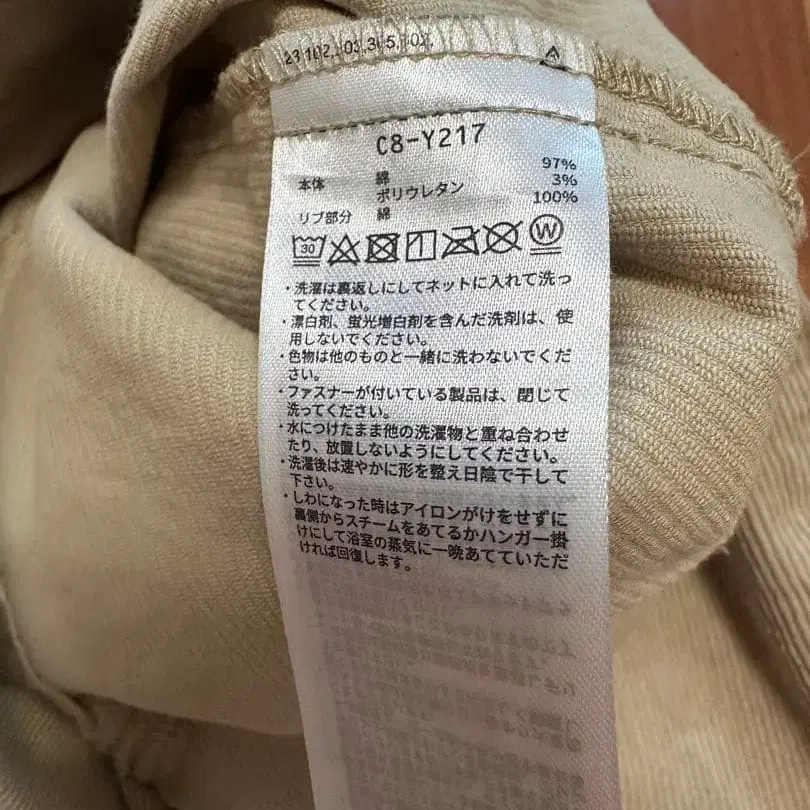 C8-Y217
本体 綿 97%
ポリウレタン 3%
リブ部分 綿 100%
30 W
・洗濯は裏返しにしてネットに入れて洗っ
てください。
・漂白剤、蛍光増白剤を含んだ洗剤は、使
用しないでください。
・色物は他のものと一緒に洗わないでくだ
さい。
・ファスナーが付いている製品は、閉じて
洗ってください。
・水につけたまま他の洗濯物と重ね合わせ
たり、放置しないようにしてください。
・洗濯後は速やかに形を整え日陰で干して
下さい。
・しわになった時はアイロンがけをせずに
裏側からスチームをあてるかハンガー掛
けにして浴室の蒸気に一晩あてていただ
ければ回復します。